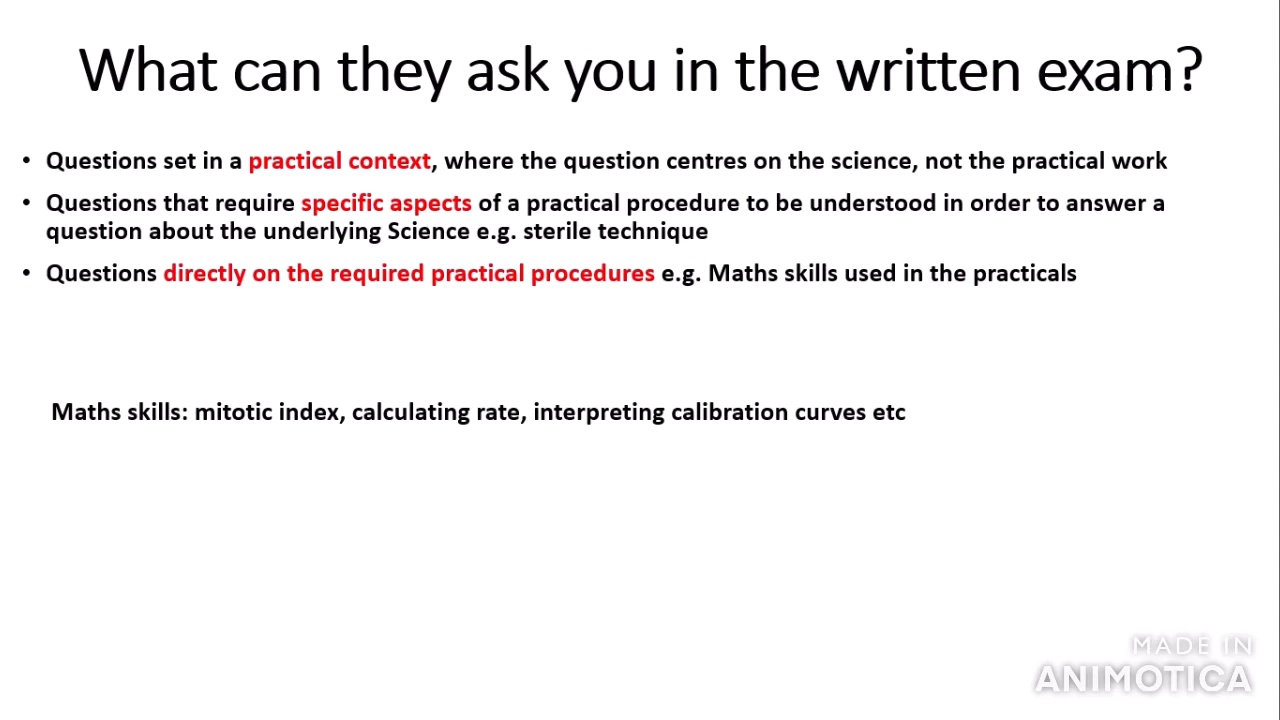 What can they ask you in the written exam?
• Questions set in a practical context, where the question centres on the science, not the practical work
• Questions that require specific aspects of a practical procedure to be understood in order to answer a
question about the underlying Science e.g. sterile technique
• Questions directly on the required practical procedures e.g. Maths skills used in the practicals
Maths skills: mitotic index, calculating rate, interpreting calibration curves etc
MADE IN
ANIMOTICA